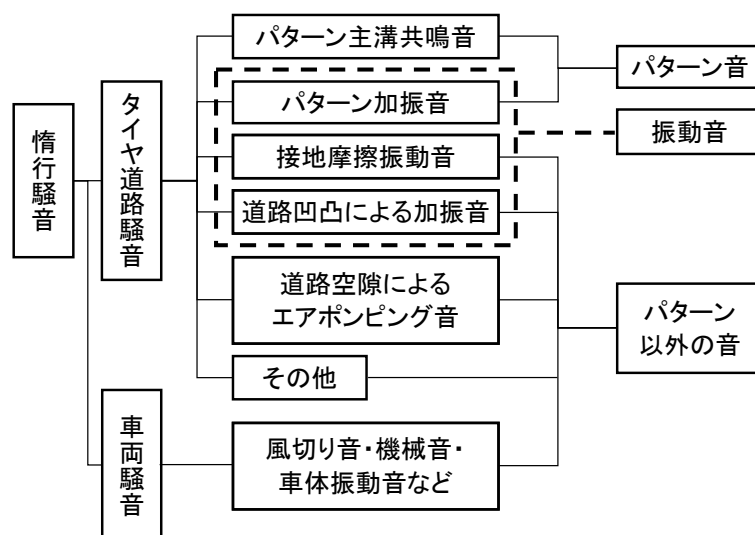 惰行騒音
タイヤ道路騒音
車両騒音
パターン主溝共鳴音
パターン加振音
接地摩擦振動音
道路凹凸による加振音
道路空隙による
エアポンピング音
その他
風切り音・機械音・
車体振動音など
パターン音
振動音
パターン
以外の音